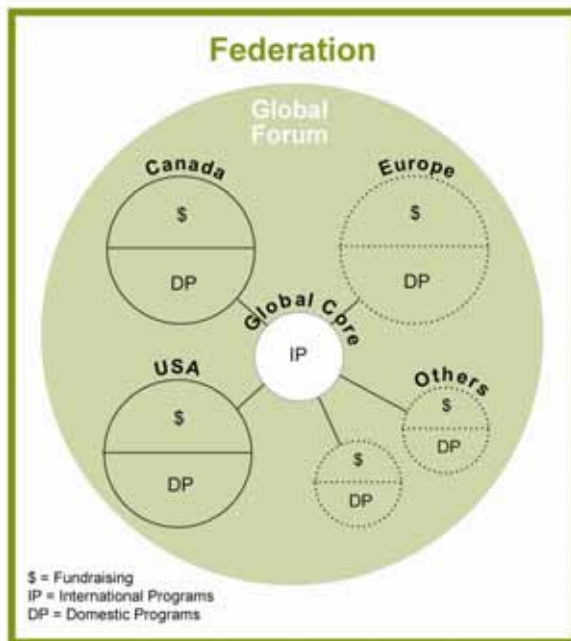 Federation
Global
Forum
Canada
$
DP
Europe
$
DP
Global Core
IP
USA
$
DP
Others
$
DP
$
DP
$ = Fundraising
IP = International Programs
DP = Domestic Programs